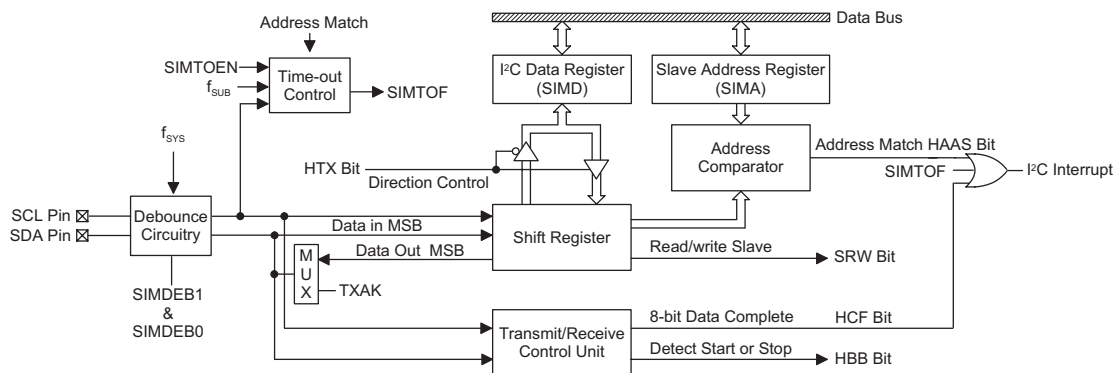 Data Bus
Address Match
SIMTOEN
fSUB
Time-out
Control
SIMTOF
I²C Data Register
(SIMD)
Slave Address Register
(SIMA)
fSYS
HTX Bit
Direction Control
Address
Comparator
Address Match HAAS Bit
SIMTOF
I²C Interrupt
SCL Pin
SDA Pin
Debounce
Circuitry
Data in MSB
Shift Register
Data Out MSB
Read/write Slave
SRW Bit
M
U
X
TXAK
SIMDEB1
&
SIMDEB0
Transmit/Receive
Control Unit
8-bit Data Complete
HCF Bit
Detect Start or Stop
HBB Bit